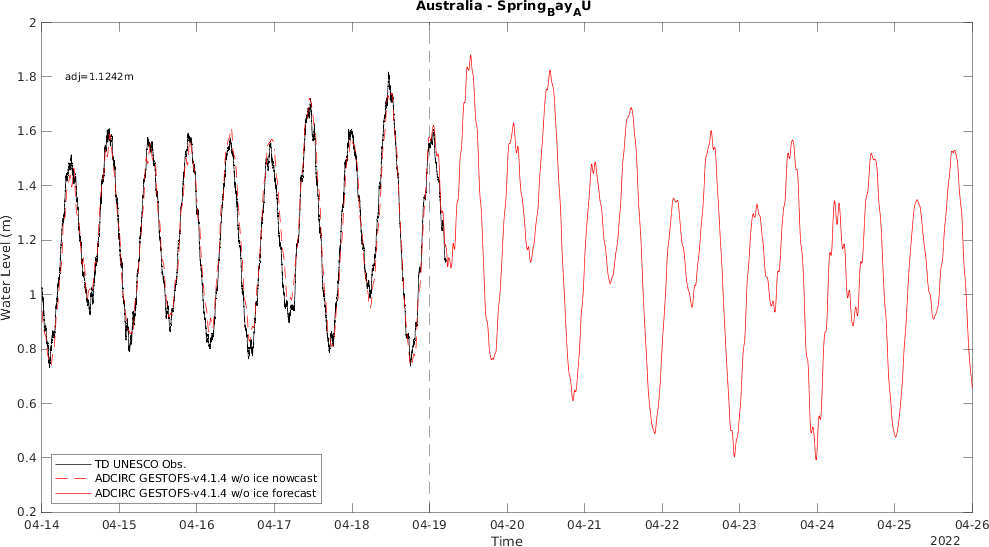 Australia - Spring_Bay_AU
2
1.8
1.6
1.4
1.2
1
0.8
0.6
0.4
0.2
Water Level (m)
adj=1.1242m
TD UNESCO Obs.
ADCIRC GESTOFS-v4.1.4 w/o ice nowcast
ADCIRC GESTOFS-v4.1.4 w/o ice forecast
04-14 04-15 04-16 04-17 04-18 04-19 04-20 04-21 04-22 04-23 04-24 04-25 04-26
Time
2022